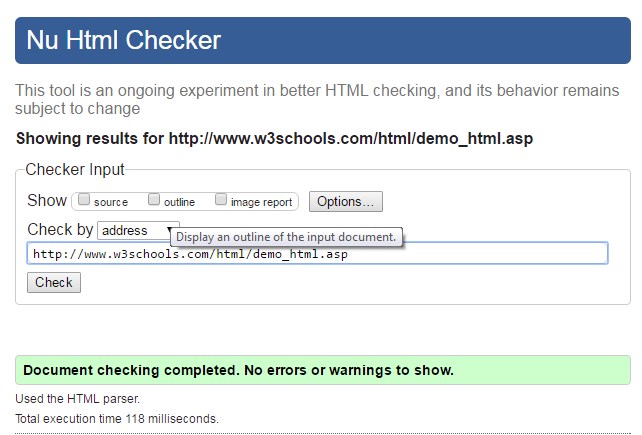 Nu Html Checker
This tool is an ongoing experiment in better HTML checking, and its behavior remains
subject to change
Showing results for http://www.w3schools.com/html/demo_html.asp
Checker Input
Show source outline image report Options...
Check by address
Display an outline of the input document.
http://www.w3schools.com/html/demo_html.asp
Check
Document checking completed. No errors or warnings to show.
Used the HTML parser.
Total execution time 118 milliseconds.